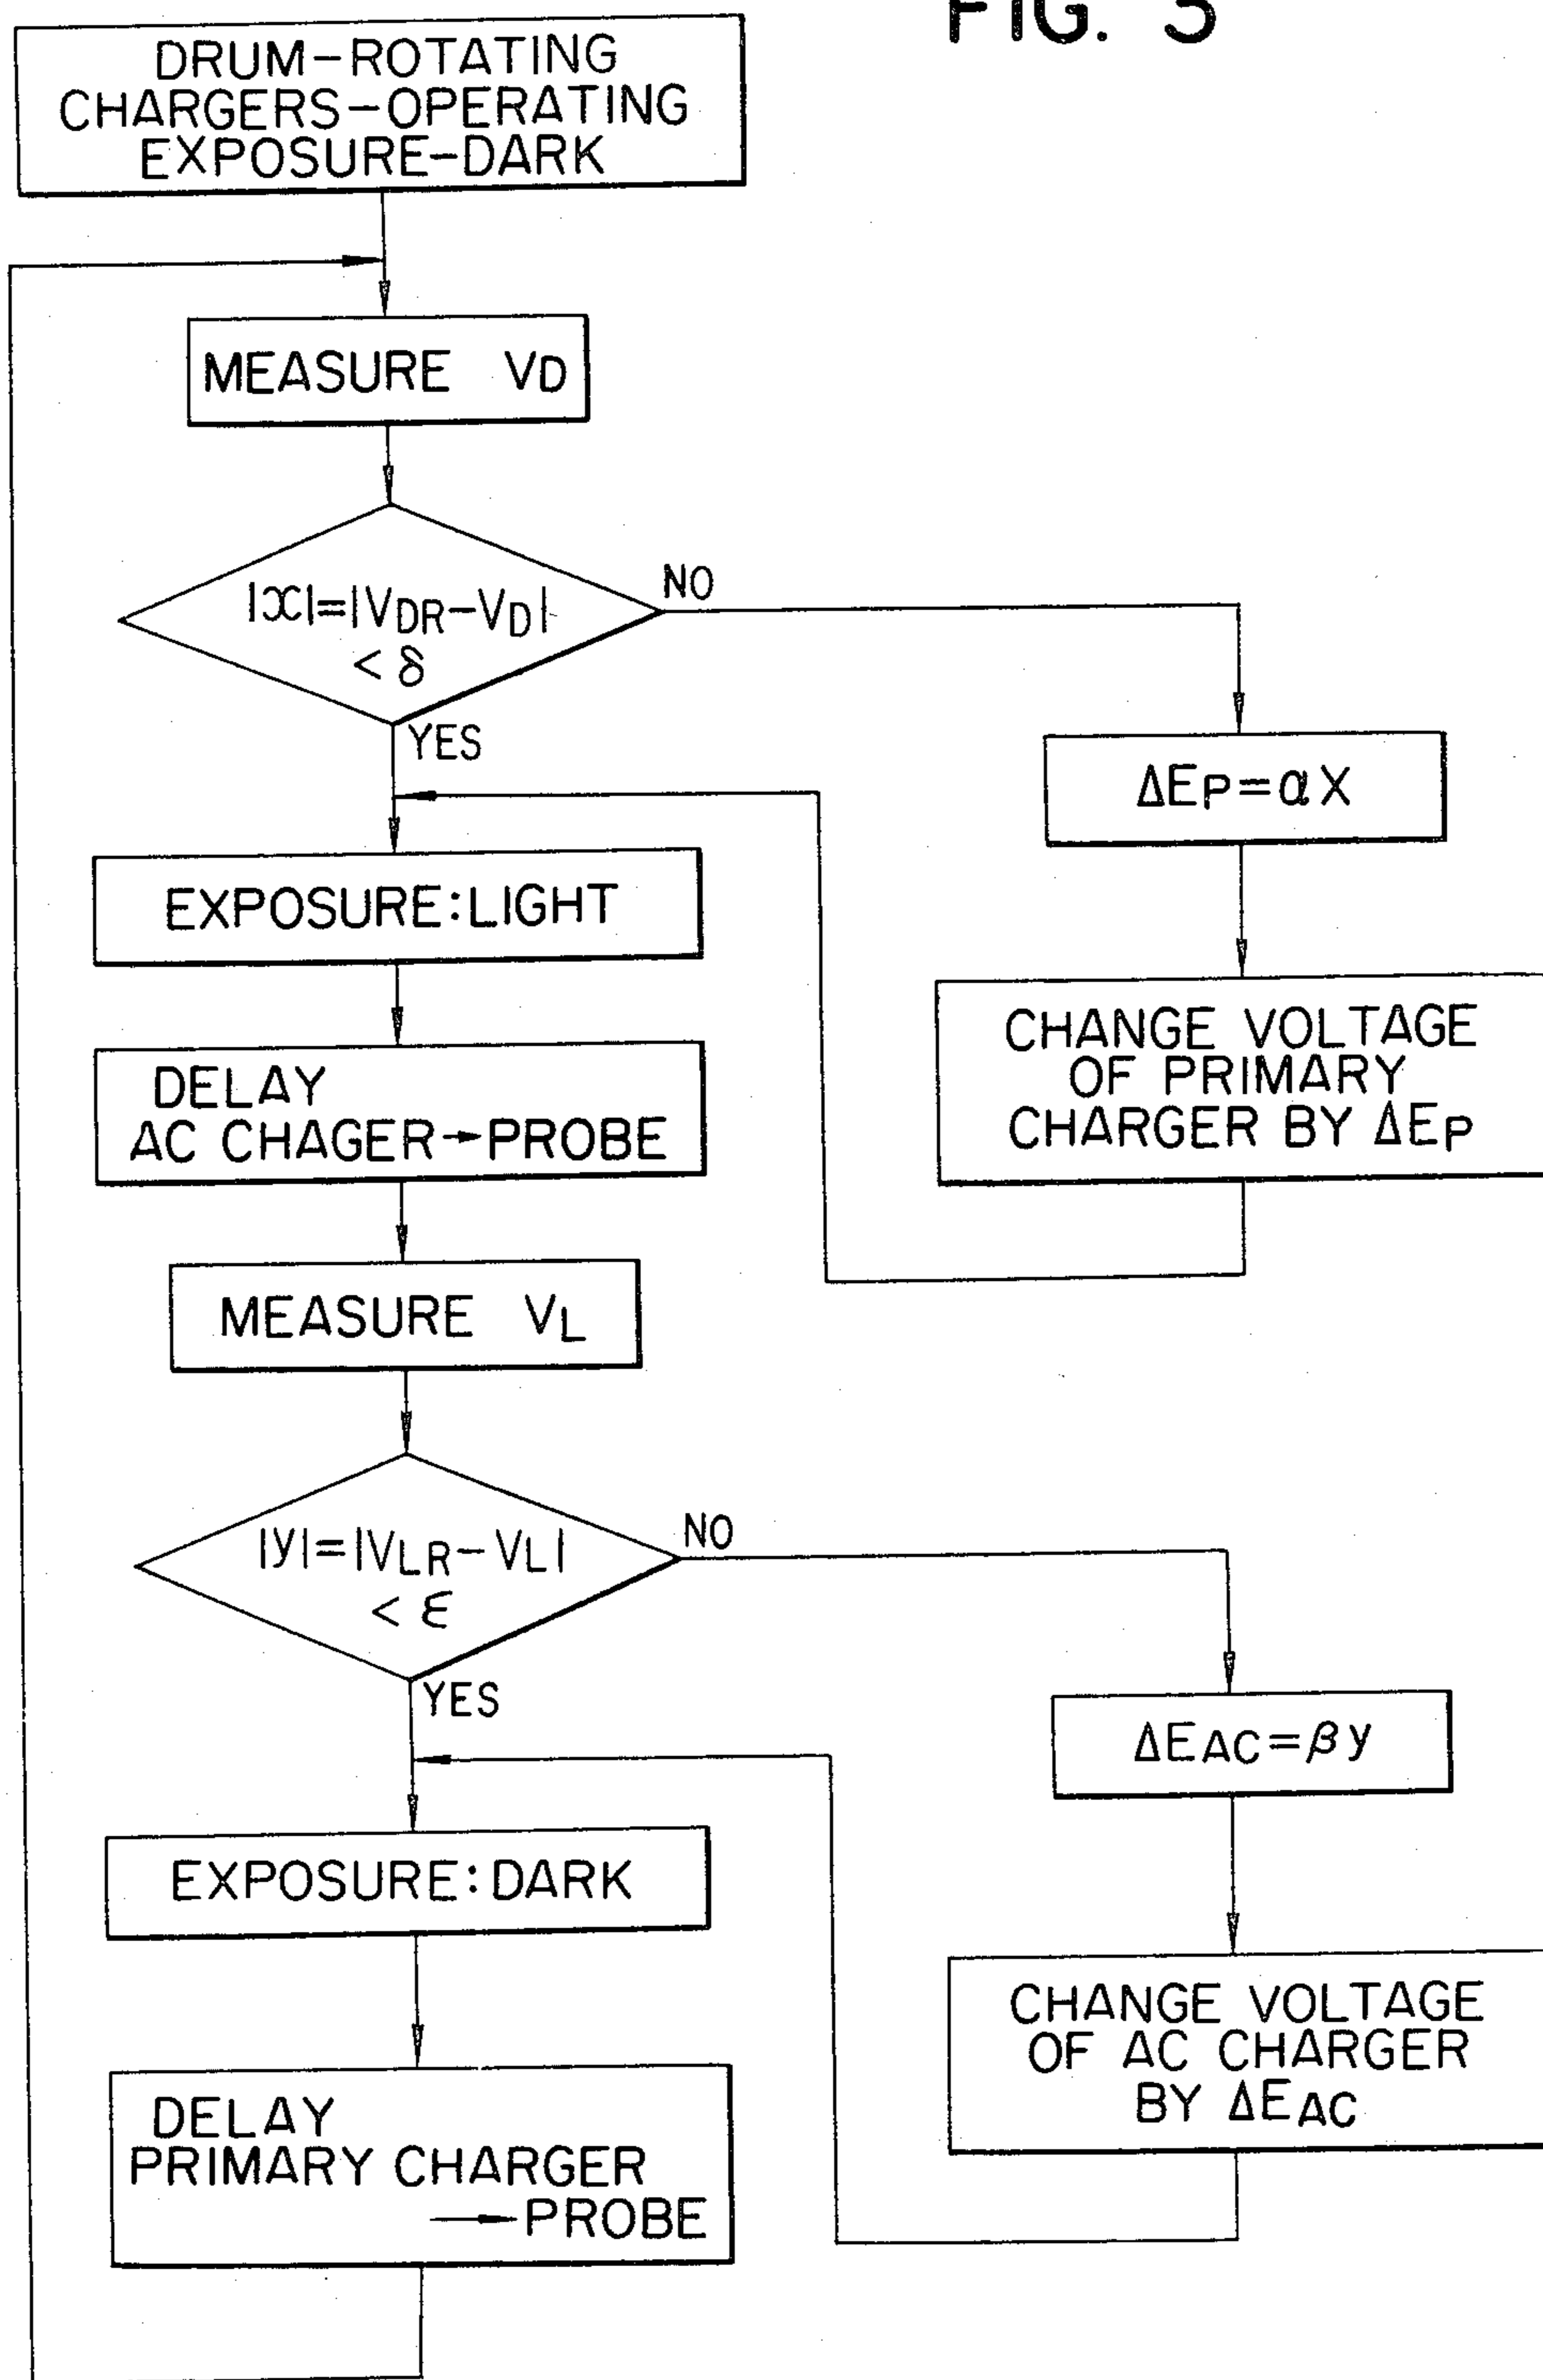 FIG. 3
DRUM-ROTATING
CHARGERS-OPERATING
EXPOSURE-DARK
MEASURE VD
|x|=|VDR-VD|
< δ
NO
YES
ΔEP=αX
EXPOSURE:LIGHT
CHANGE VOLTAGE
OF PRIMARY
CHARGER BY ΔEP
DELAY
AC CHAGER→PROBE
MEASURE VL
|y|=|VLR-VL|
< ε
NO
YES
ΔEAC=βy
EXPOSURE:DARK
CHANGE VOLTAGE
OF AC CHARGER
BY ΔEAC
DELAY
PRIMARY CHARGER
→PROBE